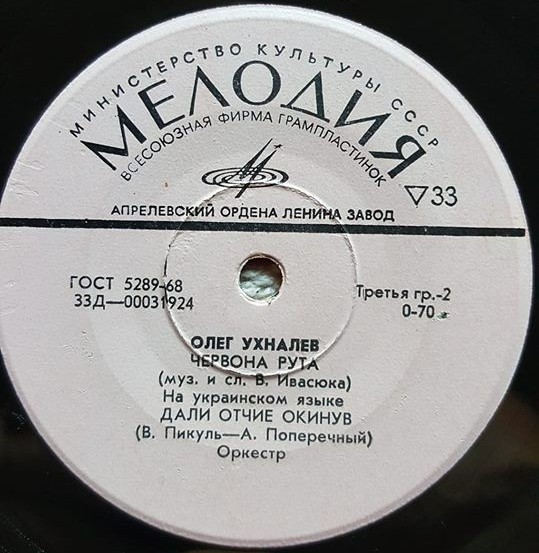 МИНИСТЕРСТВО КУЛЬТУРЫ СССР
МЕЛОДИЯ
ВСЕСОЮЗНАЯ ФИРМА ГРАМПЛАСТИНОК
▽33
АПРЕЛЕВСКИЙ ОРДЕНА ЛЕНИНА ЗАВОД
ГОСТ 5289-68
33Д—00031924
Третья гр.-2
0-70
ОЛЕГ УХНАЛЕВ
ЧЕРВОНА РУТА
(муз. и сл. В. Ивасюка)
На украинском языке
ДАЛИ ОТЧИЕ ОКИНУВ
(В. Пикуль—А. Поперечный)
Оркестр